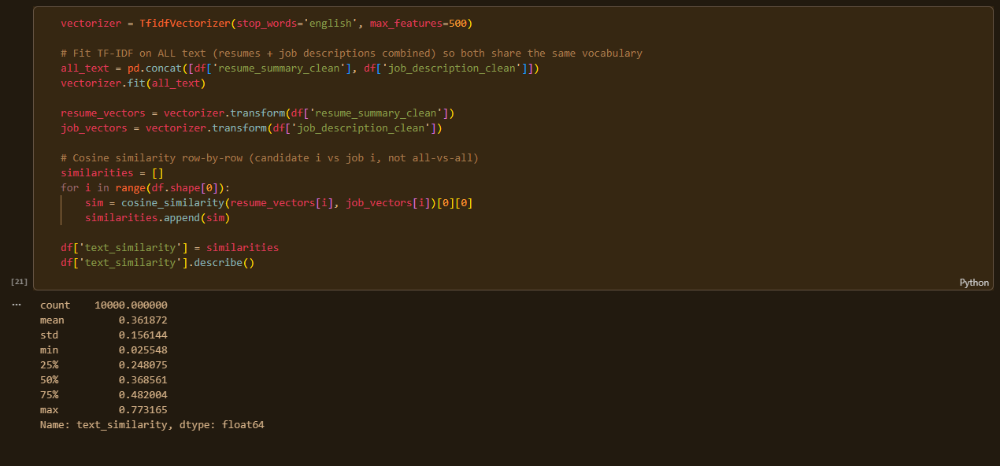 vectorizer = TfidfVectorizer(stop_words='english', max_features=500)
# Fit TF-IDF on ALL text (resumes + job descriptions combined) so both share the same vocabulary
all_text = pd.concat([df['resume_summary_clean'], df['job_description_clean']])
vectorizer.fit(all_text)
resume_vectors = vectorizer.transform(df['resume_summary_clean'])
job_vectors = vectorizer.transform(df['job_description_clean'])
# Cosine similarity row-by-row (candidate i vs job i, not all-vs-all)
similarities = []
for i in range(df.shape[0]):
    sim = cosine_similarity(resume_vectors[i], job_vectors[i])[0][0]
    similarities.append(sim)
df['text_similarity'] = similarities
df['text_similarity'].describe()
[21]
Python
... count    10000.000000
mean         0.361872
std          0.156144
min          0.025548
25%          0.248075
50%          0.368561
75%          0.482004
max          0.773165
Name: text_similarity, dtype: float64